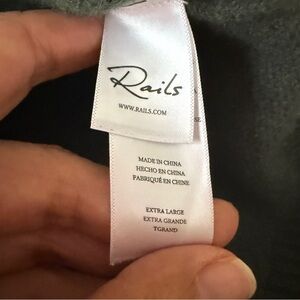 Rails
WWW.RAILS.COM
MADE IN CHINA
HECHO EN CHINA
FABRIQUÉ EN CHINE
EXTRA LARGE
EXTRA GRANDE
TGRAND